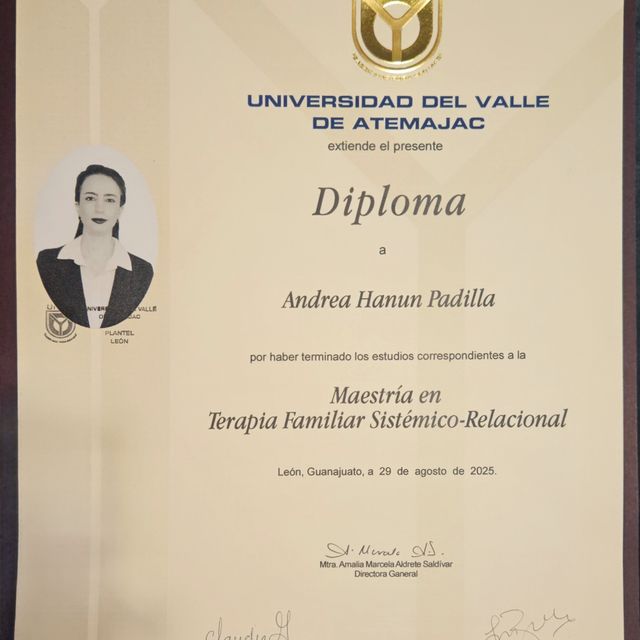 UNIVERSIDAD DEL VALLE
DE ATEMAJAC
extiende el presente
Diploma
a
Andrea Hanun Padilla
por haber terminado los estudios correspondientes a la
Maestría en
Terapia Familiar Sistémico-Relacional
León, Guanajuato, a 29 de agosto de 2025.
Mtra. Amalia Marcela Aldrete Saldívar
Directora Ganeral
PLANTEL
LEÓN